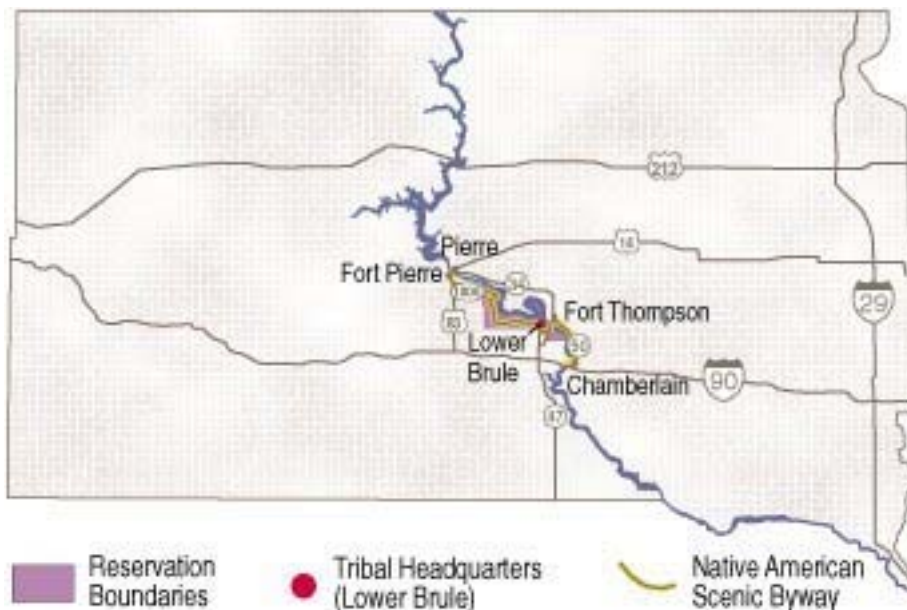 212
Pierre
14
Fort Pierre
34
83
Fort Thompson
29
Lower
Brule
50
Chamberlain
90
47
Reservation
Boundaries
Tribal Headquarters
(Lower Brule)
Native American
Scenic Byway